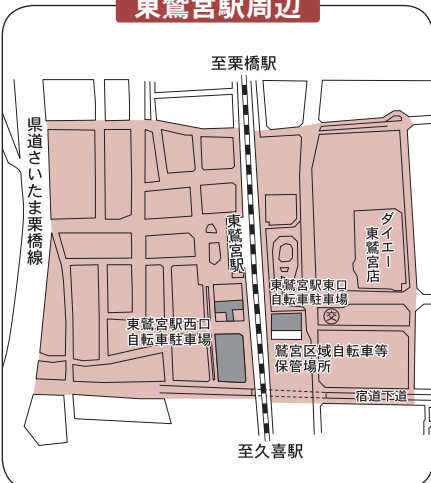 東鷲宮駅周辺
至栗橋駅
県道さいたま栗橋線
東鷲宮駅
ダイエー
東鷲宮店
東鷲宮駅東口
自転車駐車場
交
東鷲宮駅西口
自転車駐車場
鷲宮区域自転車等
保管場所
宿道下道
至久喜駅